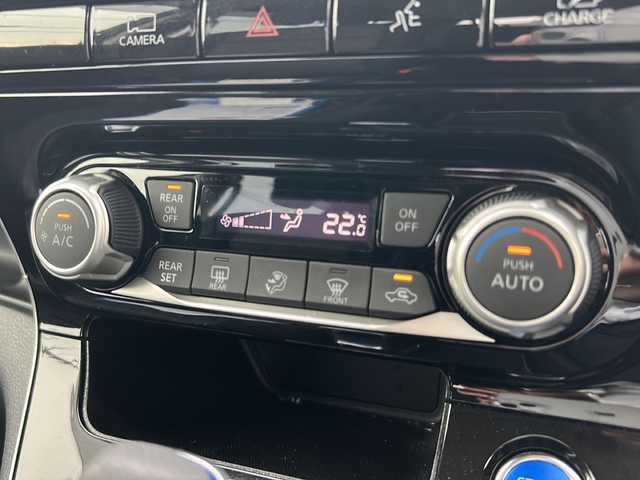 CAMERA
CHARGE
REAR
ON
OFF
22.0
°C
ON
OFF
PUSH
A/C
PUSH
AUTO
REAR
SET
REAR
FRONT